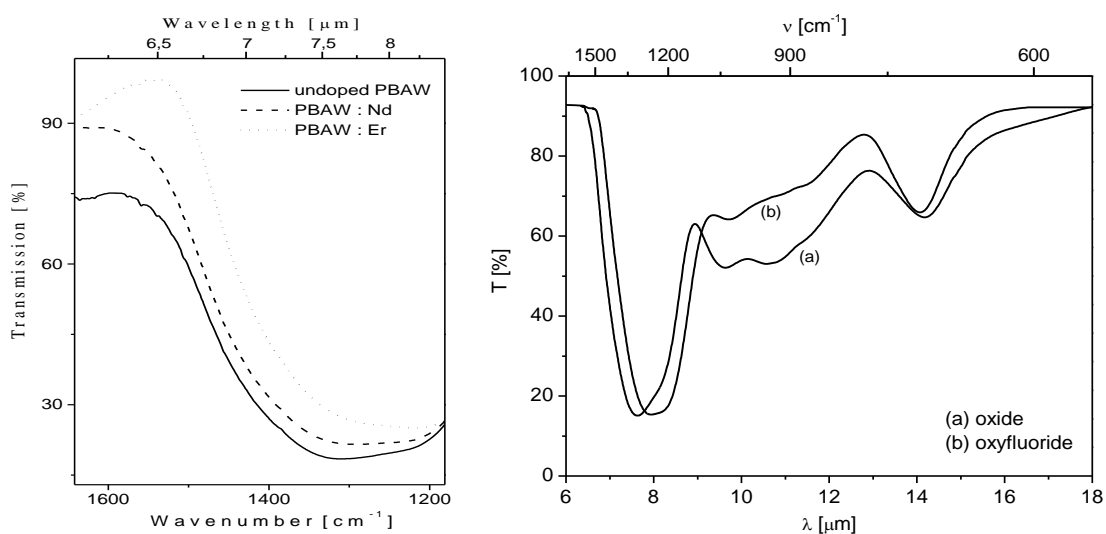 Wavelength [μm]
6,5 7 7,5 8
undoped PBAW
PBAW : Nd
PBAW : Er
Transmission [%]
90
60
30
1600 1400 1200
Wavenumber [cm⁻¹]
ν [cm⁻¹]
1500 1200 900 600
100
80
60
40
20
0
T [%]
(b)
(a)
(a) oxide
(b) oxyfluoride
6 8 10 12 14 16 18
λ [μm]